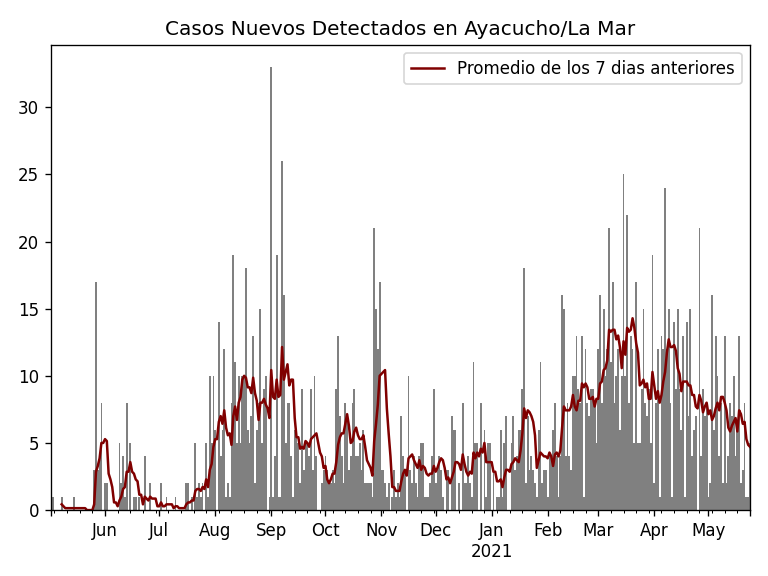 Casos Nuevos Detectados en Ayacucho/La Mar
Promedio de los 7 dias anteriores
30
25
20
15
10
5
0
Jun Jul Aug Sep Oct Nov Dec Jan Feb Mar Apr May
2021